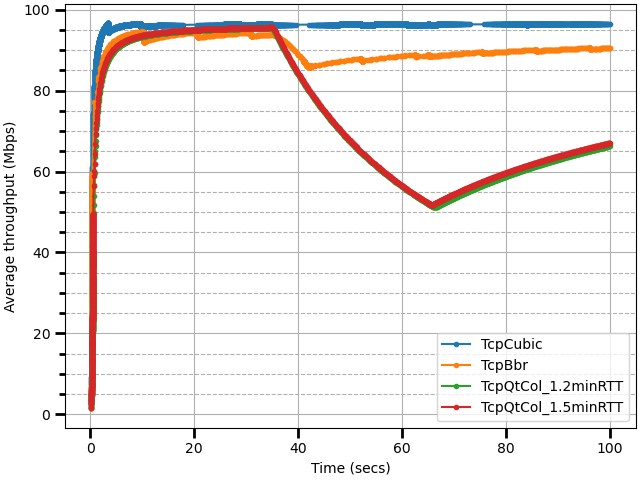 100
80
60
40
20
0
Average throughput (Mbps)
TcpCubic
TcpBbr
TcpQtCol_1.2minRTT
TcpQtCol_1.5minRTT
0 20 40 60 80 100
Time (secs)